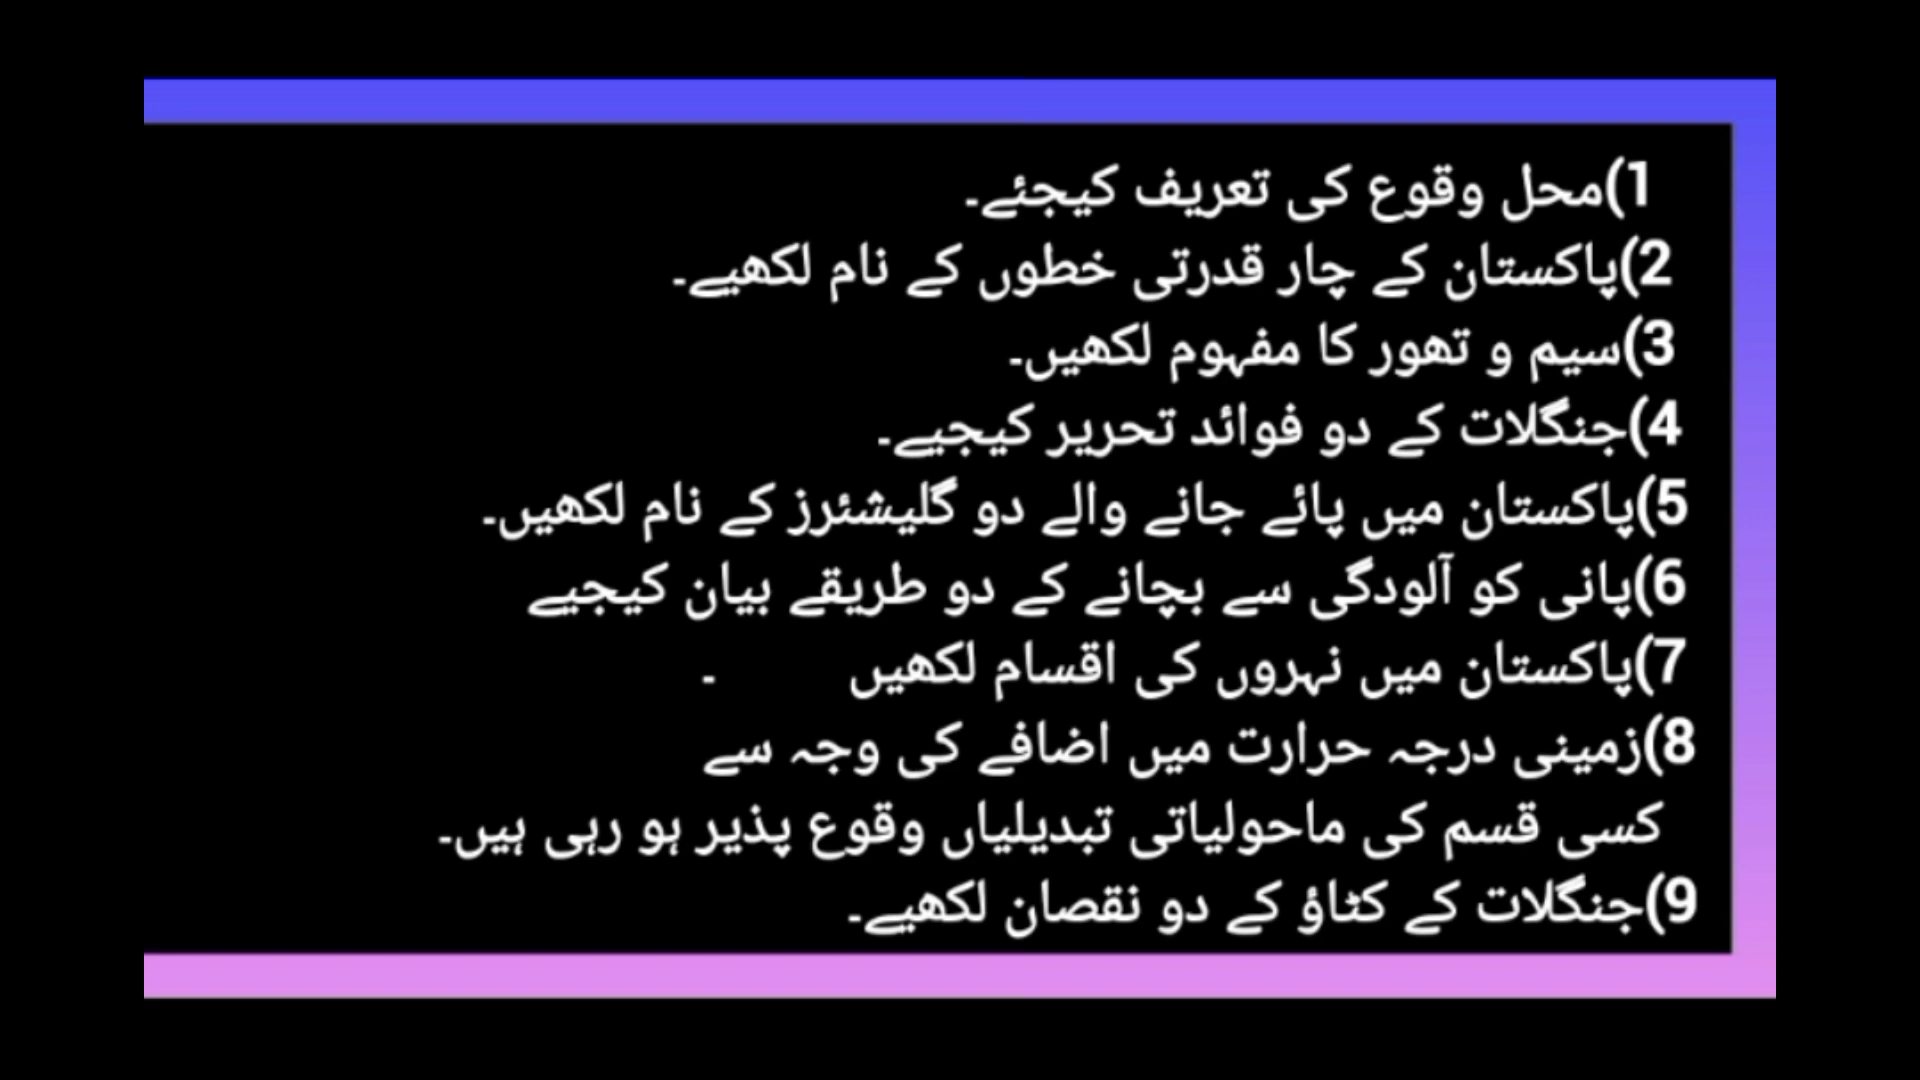 1)محل وقوع کی تعریف کیجئے۔
2)پاکستان کے چار قدرتی خطوں کے نام لکھیے۔
3)سیم و تھور کا مفہوم لکھیں۔
4)جنگلات کے دو فوائد تحریر کیجیے۔
5)پاکستان میں پائے جانے والے دو گلیشئرز کے نام لکھیں۔
6)پانی کو آلودگی سے بچانے کے دو طریقے بیان کیجیے
7)پاکستان میں نہروں کی اقسام لکھیں ۔
8)زمینی درجہ حرارت میں اضافے کی وجہ سے
کسی قسم کی ماحولیاتی تبدیلیاں وقوع پذیر ہو رہی ہیں۔
9)جنگلات کے کٹاؤ کے دو نقصان لکھیے۔